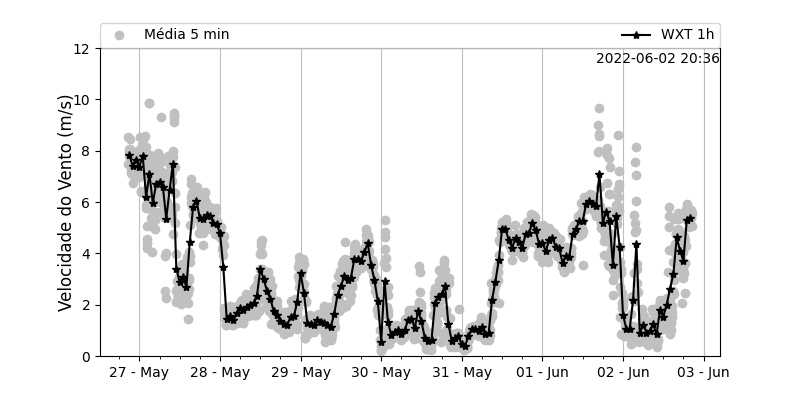 Média 5 min
WXT 1h
2022-06-02 20:36
Velocidade do Vento (m/s)
12
10
8
6
4
2
0
27 - May
28 - May
29 - May
30 - May
31 - May
01 - Jun
02 - Jun
03 - Jun